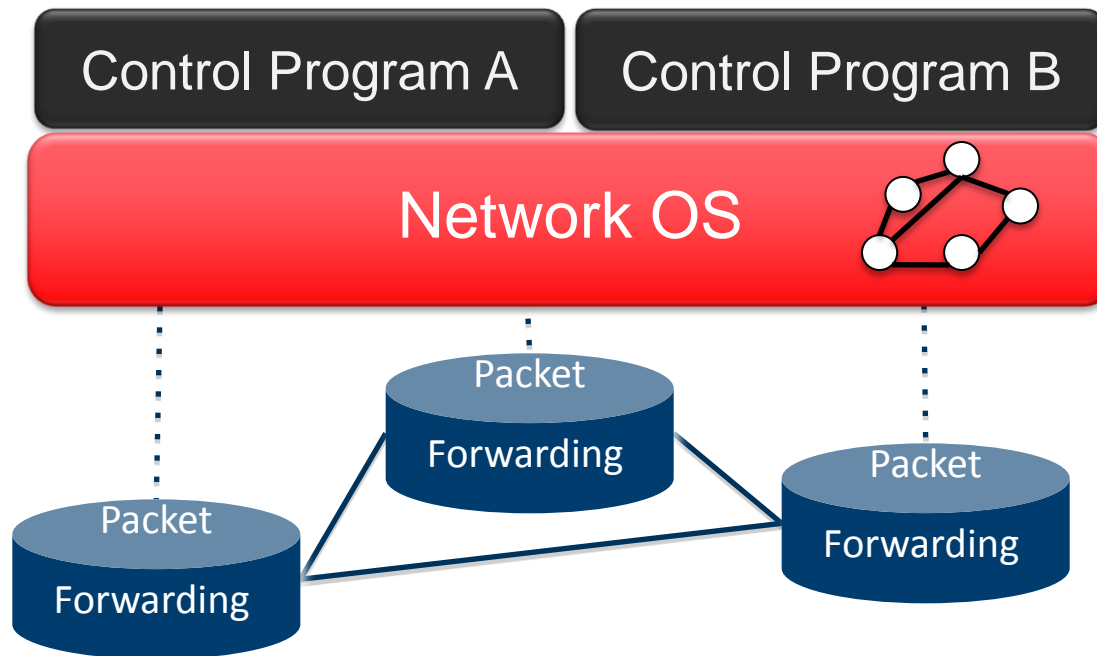 Control Program A
Control Program B
Network OS
Packet
Forwarding
Packet
Forwarding
Packet
Forwarding